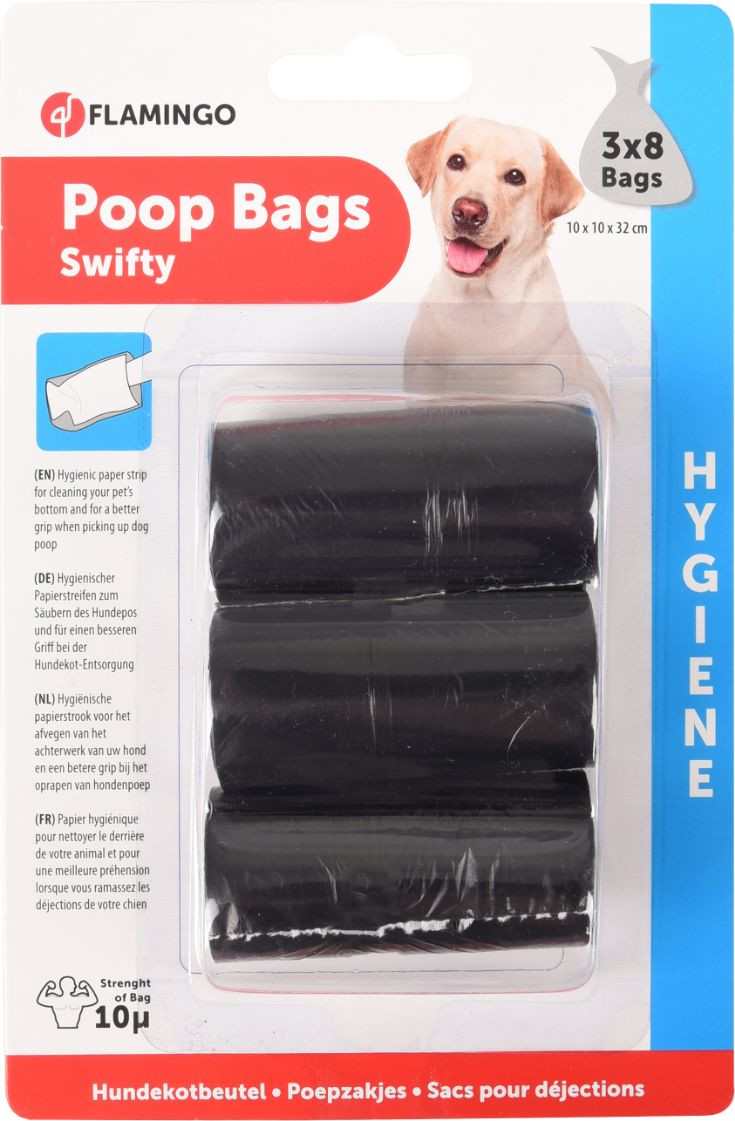 FLAMINGO
3x8
Bags
Poop Bags
Swifty
10 x 10 x 32 cm
(EN) Hygienic paper strip
for cleaning your pet's
bottom and for a better
grip when picking up dog
poop
(DE) Hygienischer
Papierstreifen zum
Säubern des Hundepos
und für einen besseren
Griff bei der
Hundekot-Entsorgung
(NL) Hygiënische
papierstrook voor het
afvegen van het
achterwerk van uw hond
en een betere grip bij het
oprapen van hondenpoep
(FR) Papier hygiénique
pour nettoyer le derrière
de votre animal et pour
une meilleure préhension
lorsque vous ramassez les
déjections de votre chien
HYGIENE
Strenght
of Bag
10µ
Hundekotbeutel • Poepzakjes • Sacs pour déjections